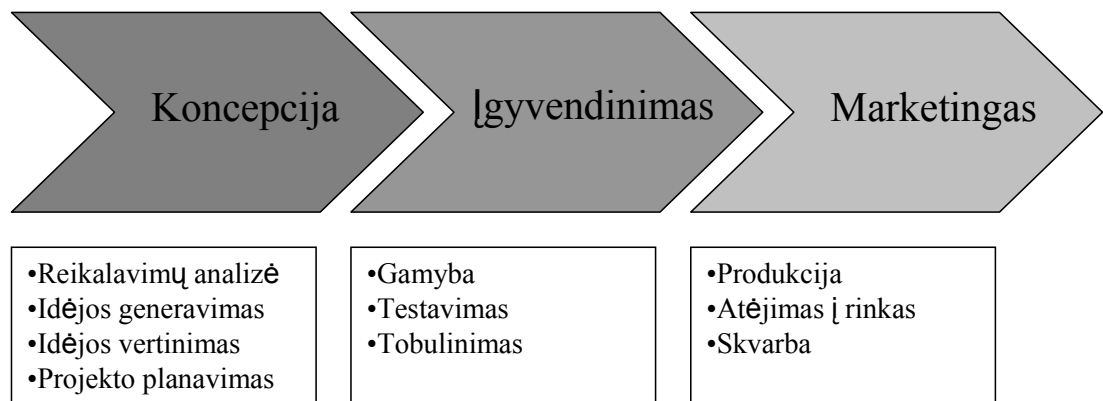 Koncepcija
Įgyvendinimas
Marketingas
•Reikalavimų analizė
•Idėjos generavimas
•Idėjos vertinimas
•Projekto planavimas
•Gamyba
•Testavimas
•Tobulinimas
•Produkcija
•Atėjimas į rinkas
•Skvarba